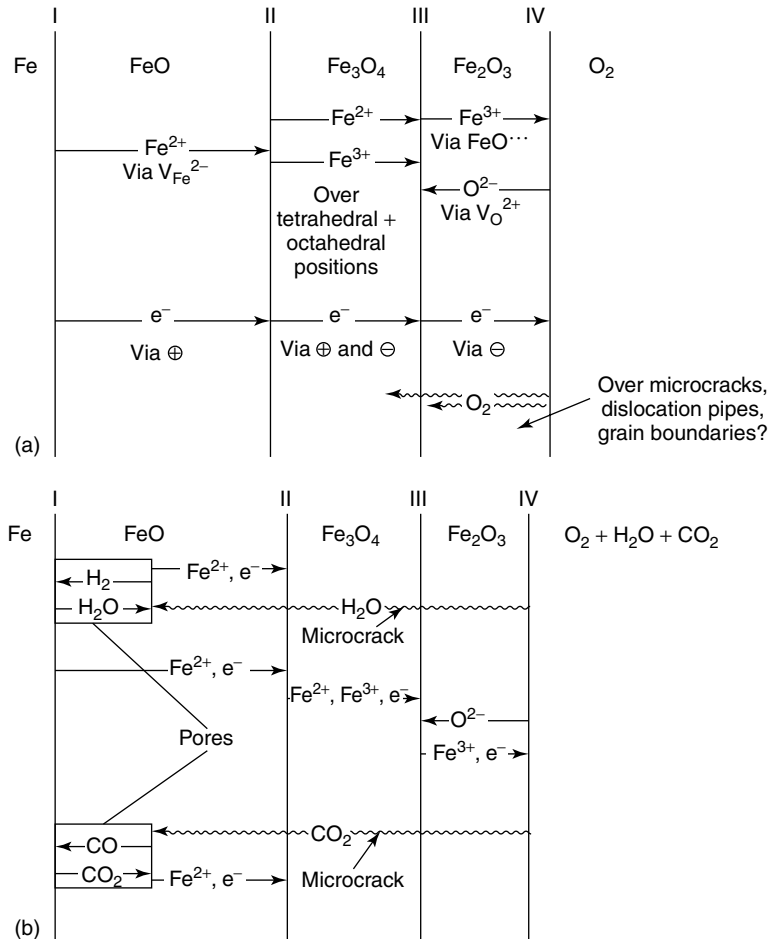 I II III IV
Fe FeO Fe₃O₄ Fe₂O₃ O₂
Fe²⁺ Fe³⁺
Fe²⁺ Via FeO⋯
Via V_Fe²⁻ Fe³⁺
O²⁻
Over Via V_O²⁺
tetrahedral +
octahedral
positions
e⁻ e⁻ e⁻
Via ⊕ Via ⊕ and ⊖ Via ⊖
O₂
Over microcracks,
dislocation pipes,
grain boundaries?
(a)
I II III IV
Fe FeO Fe₃O₄ Fe₂O₃ O₂ + H₂O + CO₂
H₂ Fe²⁺, e⁻
H₂O H₂O
Microcrack
Fe²⁺, e⁻
Fe²⁺, Fe³⁺, e⁻
O²⁻
Pores
Fe³⁺, e⁻
CO CO₂
CO₂ Fe²⁺, e⁻
Microcrack
(b)